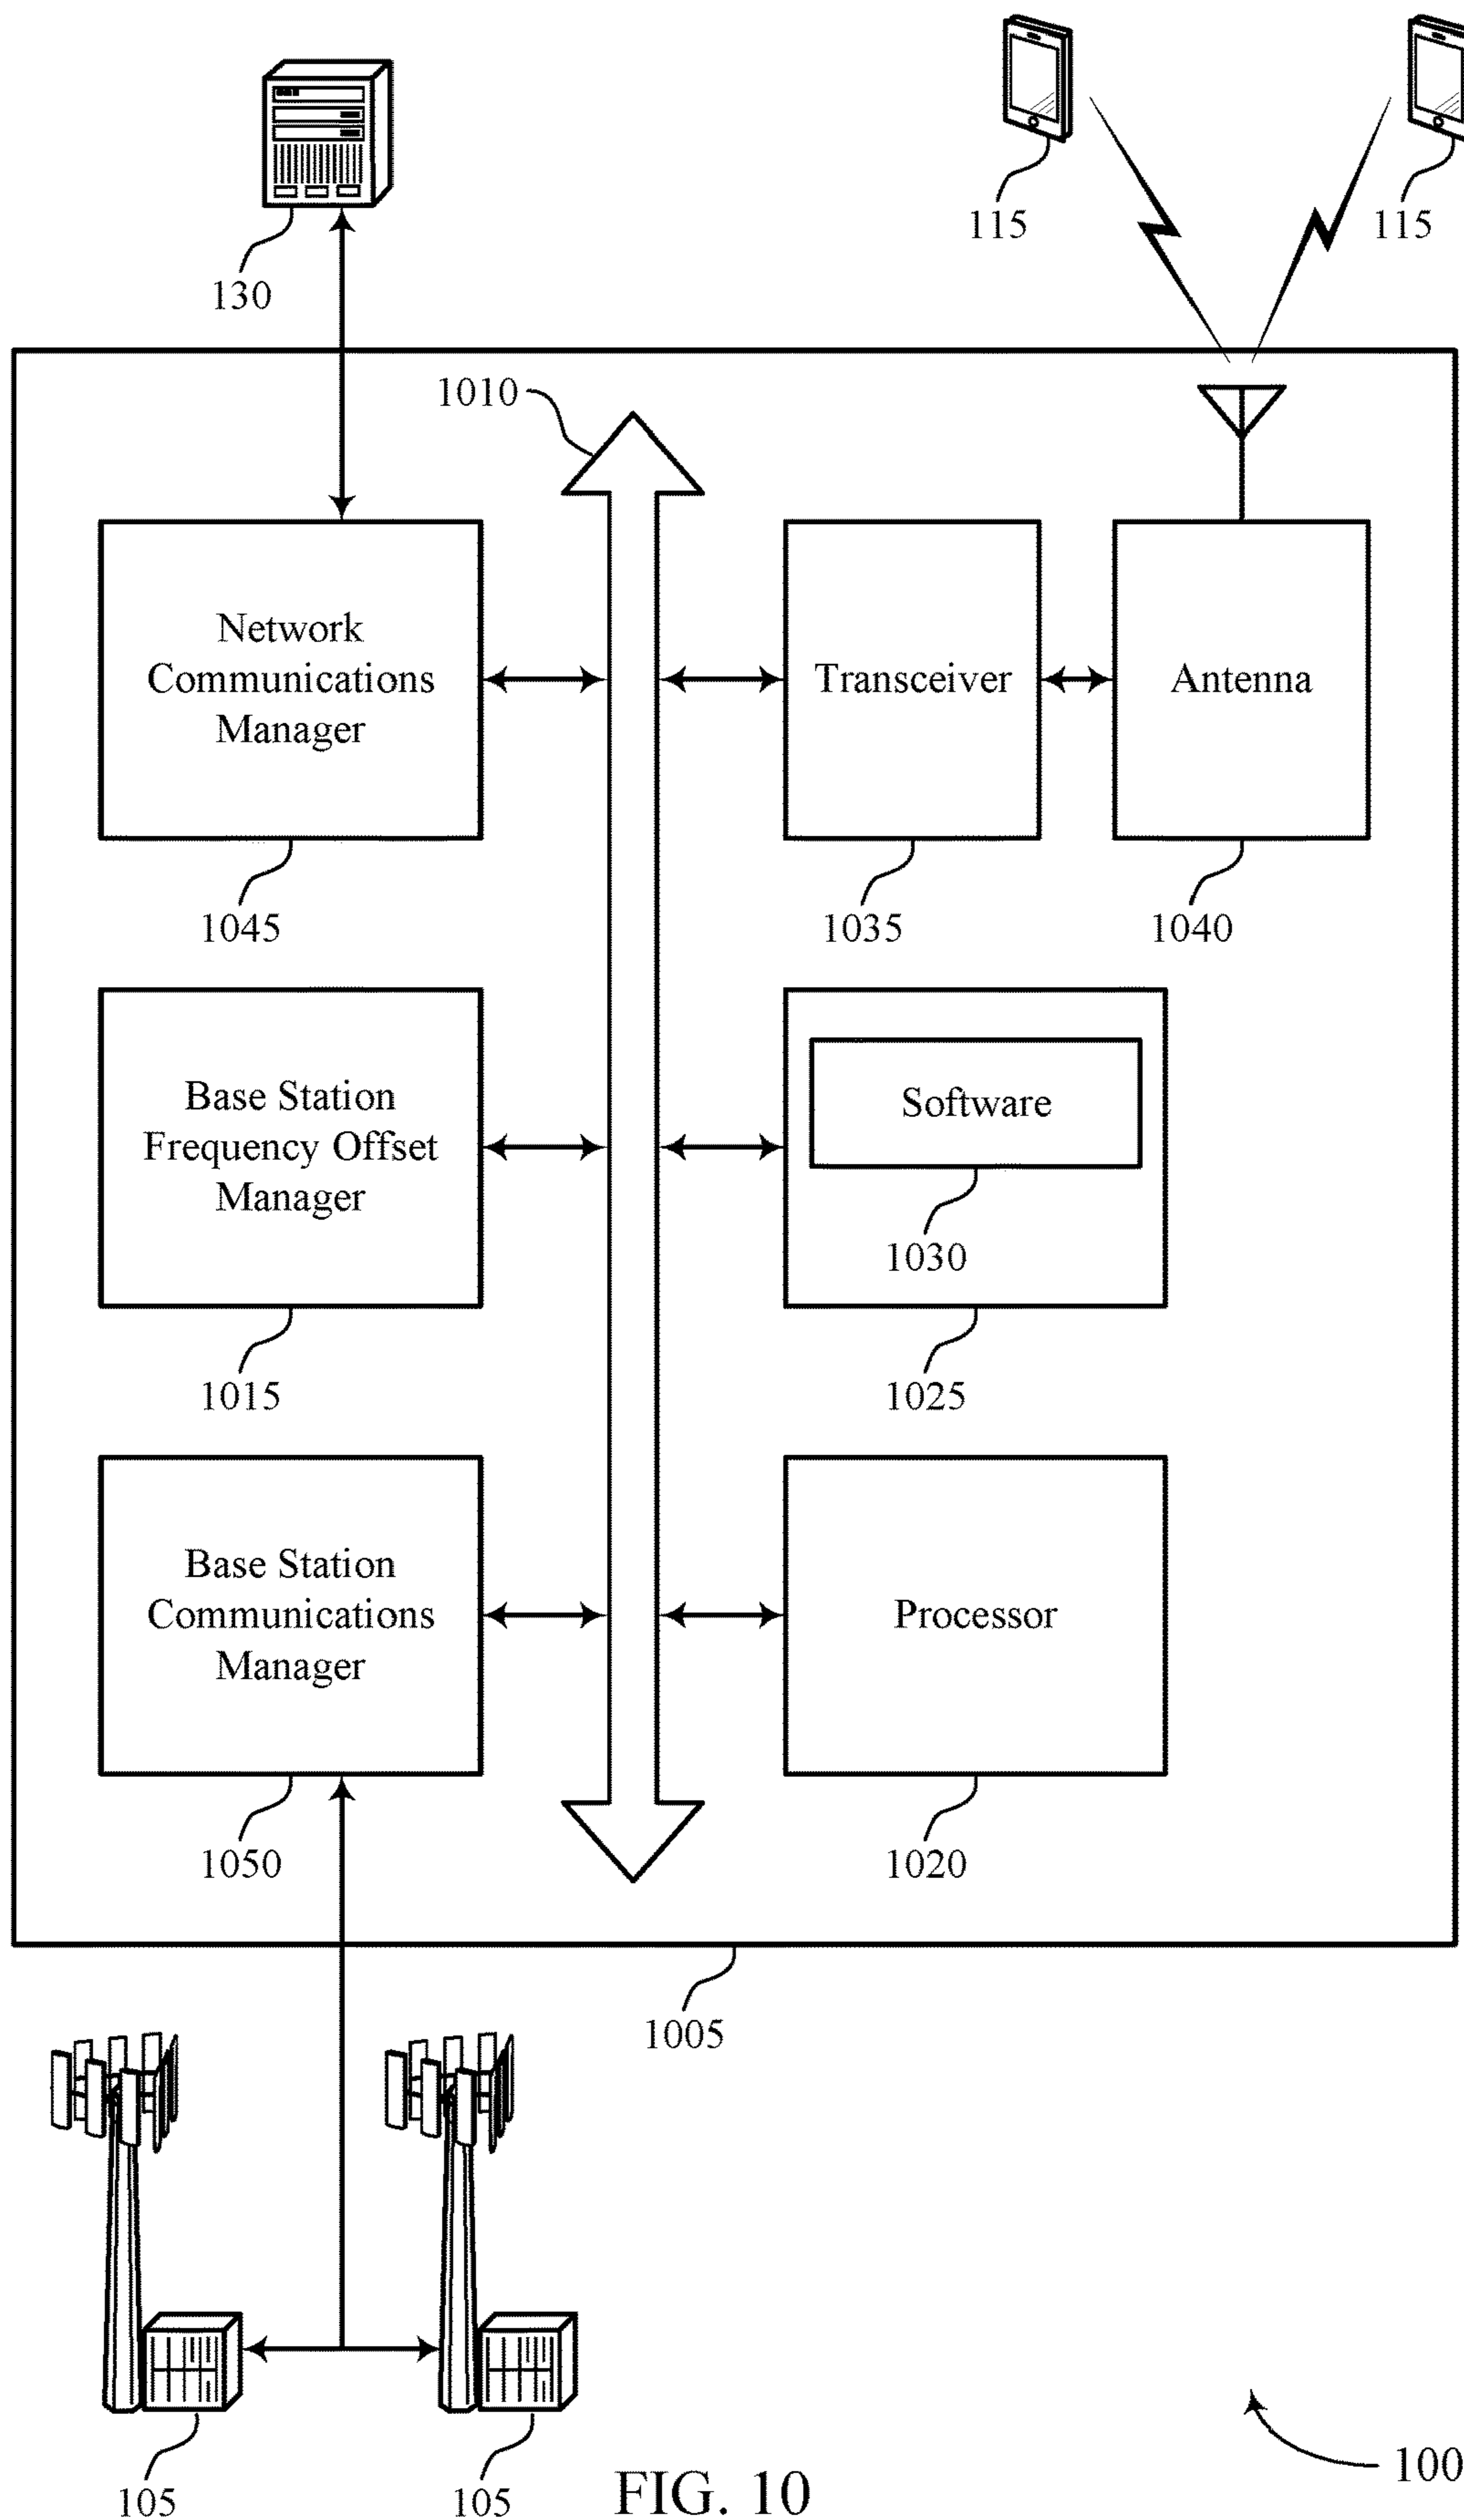 115
115
130
1010
Network
Communications
Manager
Transceiver
Antenna
1045
1035
1040
Base Station
Frequency Offset
Manager
Software
1030
1015
1025
Base Station
Communications
Manager
Processor
1050
1020
1005
105
105
100
FIG. 10